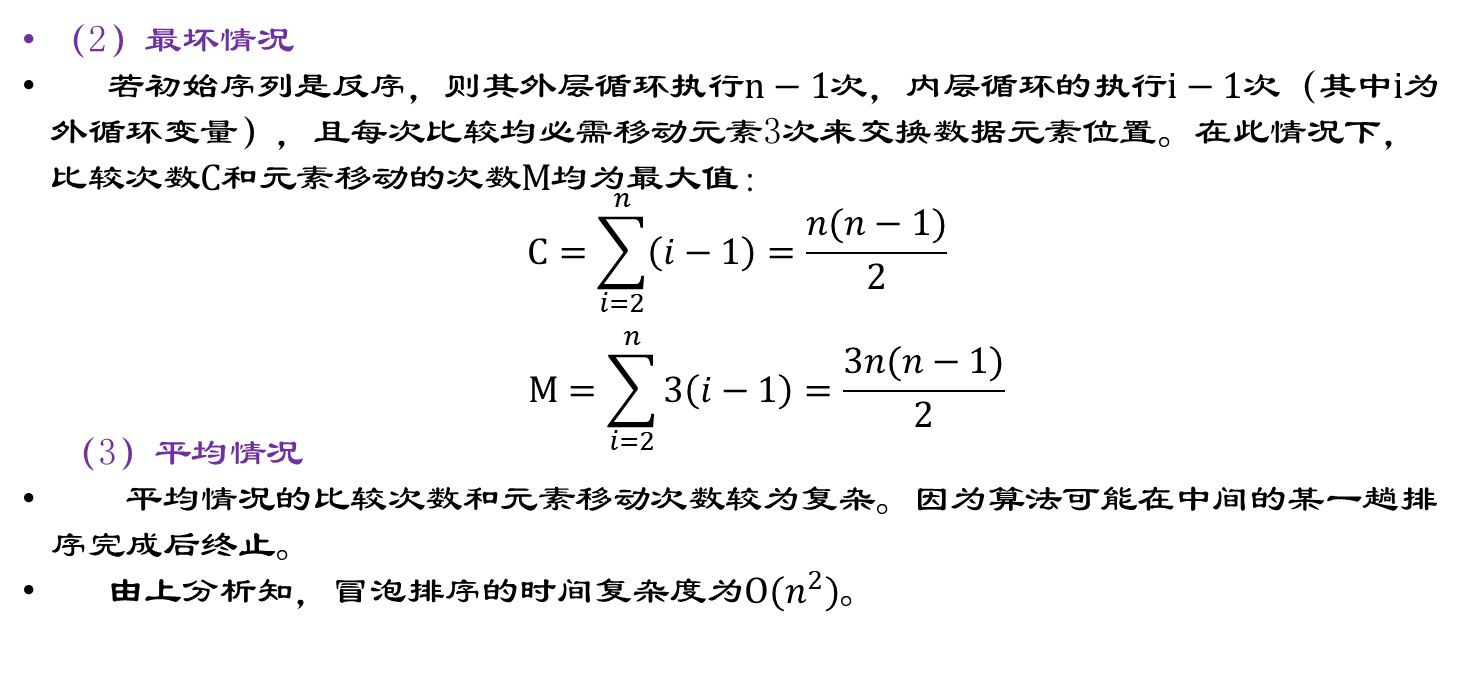 • （2）最坏情况
• 若初始序列是反序，则其外层循环执行n − 1次，内层循环的执行i − 1次（其中i为
外循环变量），且每次比较均必需移动元素3次来交换数据元素位置。在此情况下，
比较次数C和元素移动的次数M均为最大值：
C = ∑_{i=2}^{n} (i − 1) = n(n − 1)/2
M = ∑_{i=2}^{n} 3(i − 1) = 3n(n − 1)/2
（3）平均情况
• 平均情况的比较次数和元素移动次数较为复杂。因为算法可能在中间的某一趟排
序完成后终止。
• 由上分析知，冒泡排序的时间复杂度为O(n²)。